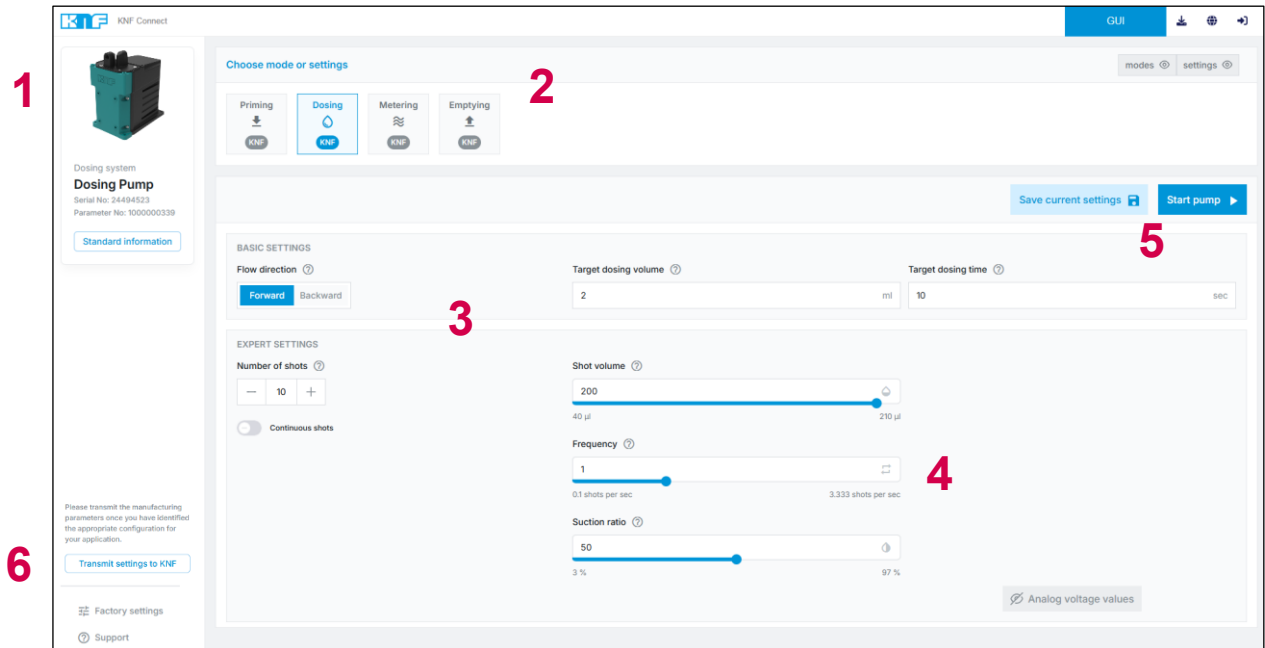 KNF
KNF Connect
GUI
1
Dosing system
Dosing Pump
Serial No: 24494523
Parameter No: 1000000339
Standard information
Choose mode or settings
2
modes
settings
Priming
Dosing
Metering
Emptying
KNF
KNF
KNF
KNF
Save current settings
Start pump
5
BASIC SETTINGS
Flow direction
Target dosing volume
Target dosing time
Forward
Backward
2
ml
10
sec
3
EXPERT SETTINGS
Number of shots
10
Continuous shots
Shot volume
200
40 µl
210 µl
Frequency
1
0.1 shots per sec
3.333 shots per sec
4
Suction ratio
50
3 %
97 %
Analog voltage values
Please transmit the manufacturing
parameters once you have identified
the appropriate configuration for
your application.
6
Transmit settings to KNF
Factory settings
Support